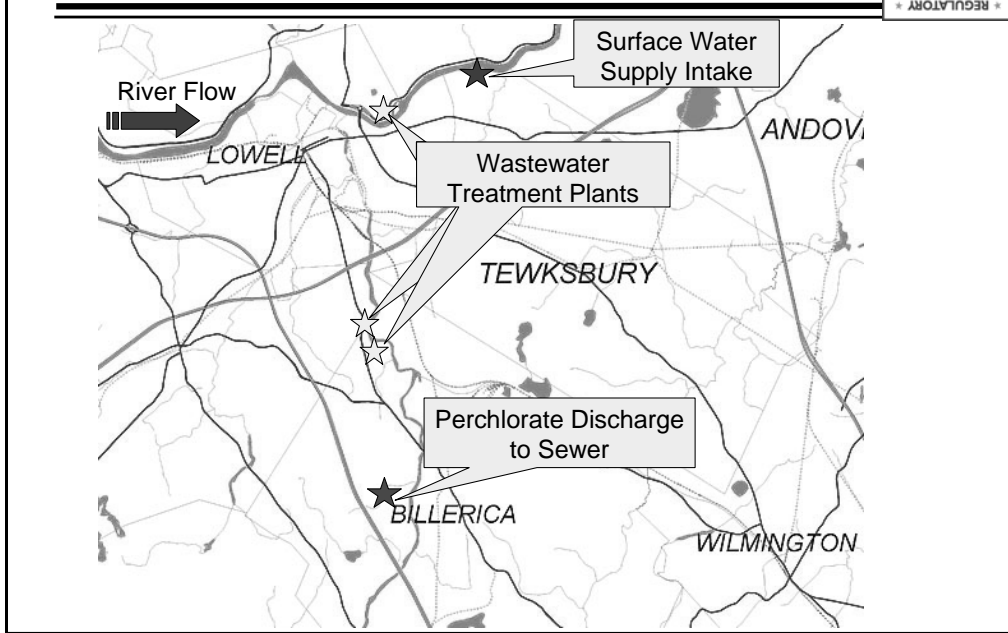 * REGULATORY *
Surface Water
Supply Intake
River Flow
ANDOV
LOWELL
Wastewater
Treatment Plants
TEWKSBURY
Perchlorate Discharge
to Sewer
BILLERICA
WILMINGTON